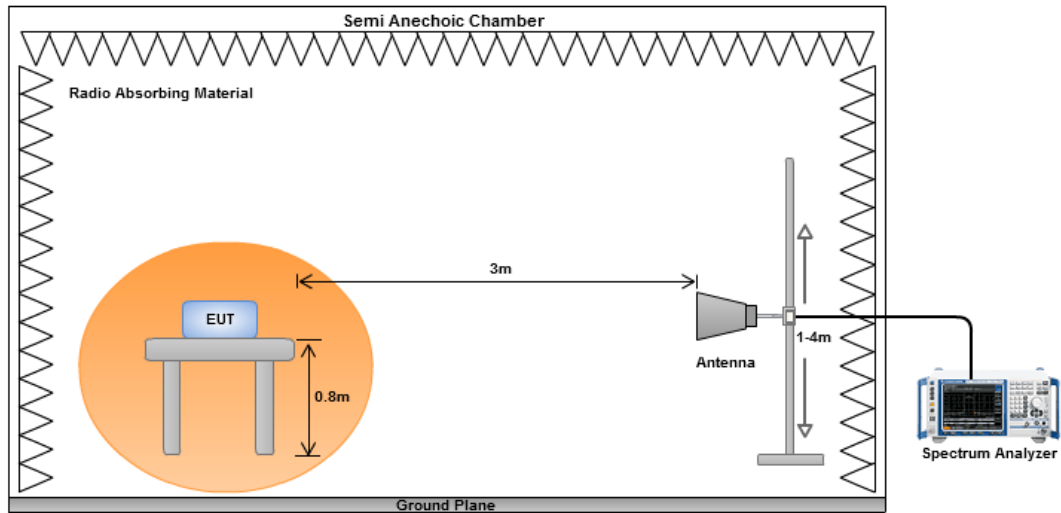 Semi Anechoic Chamber
Radio Absorbing Material
3m
EUT
Antenna
1-4m
0.8m
Spectrum Analyzer
Ground Plane